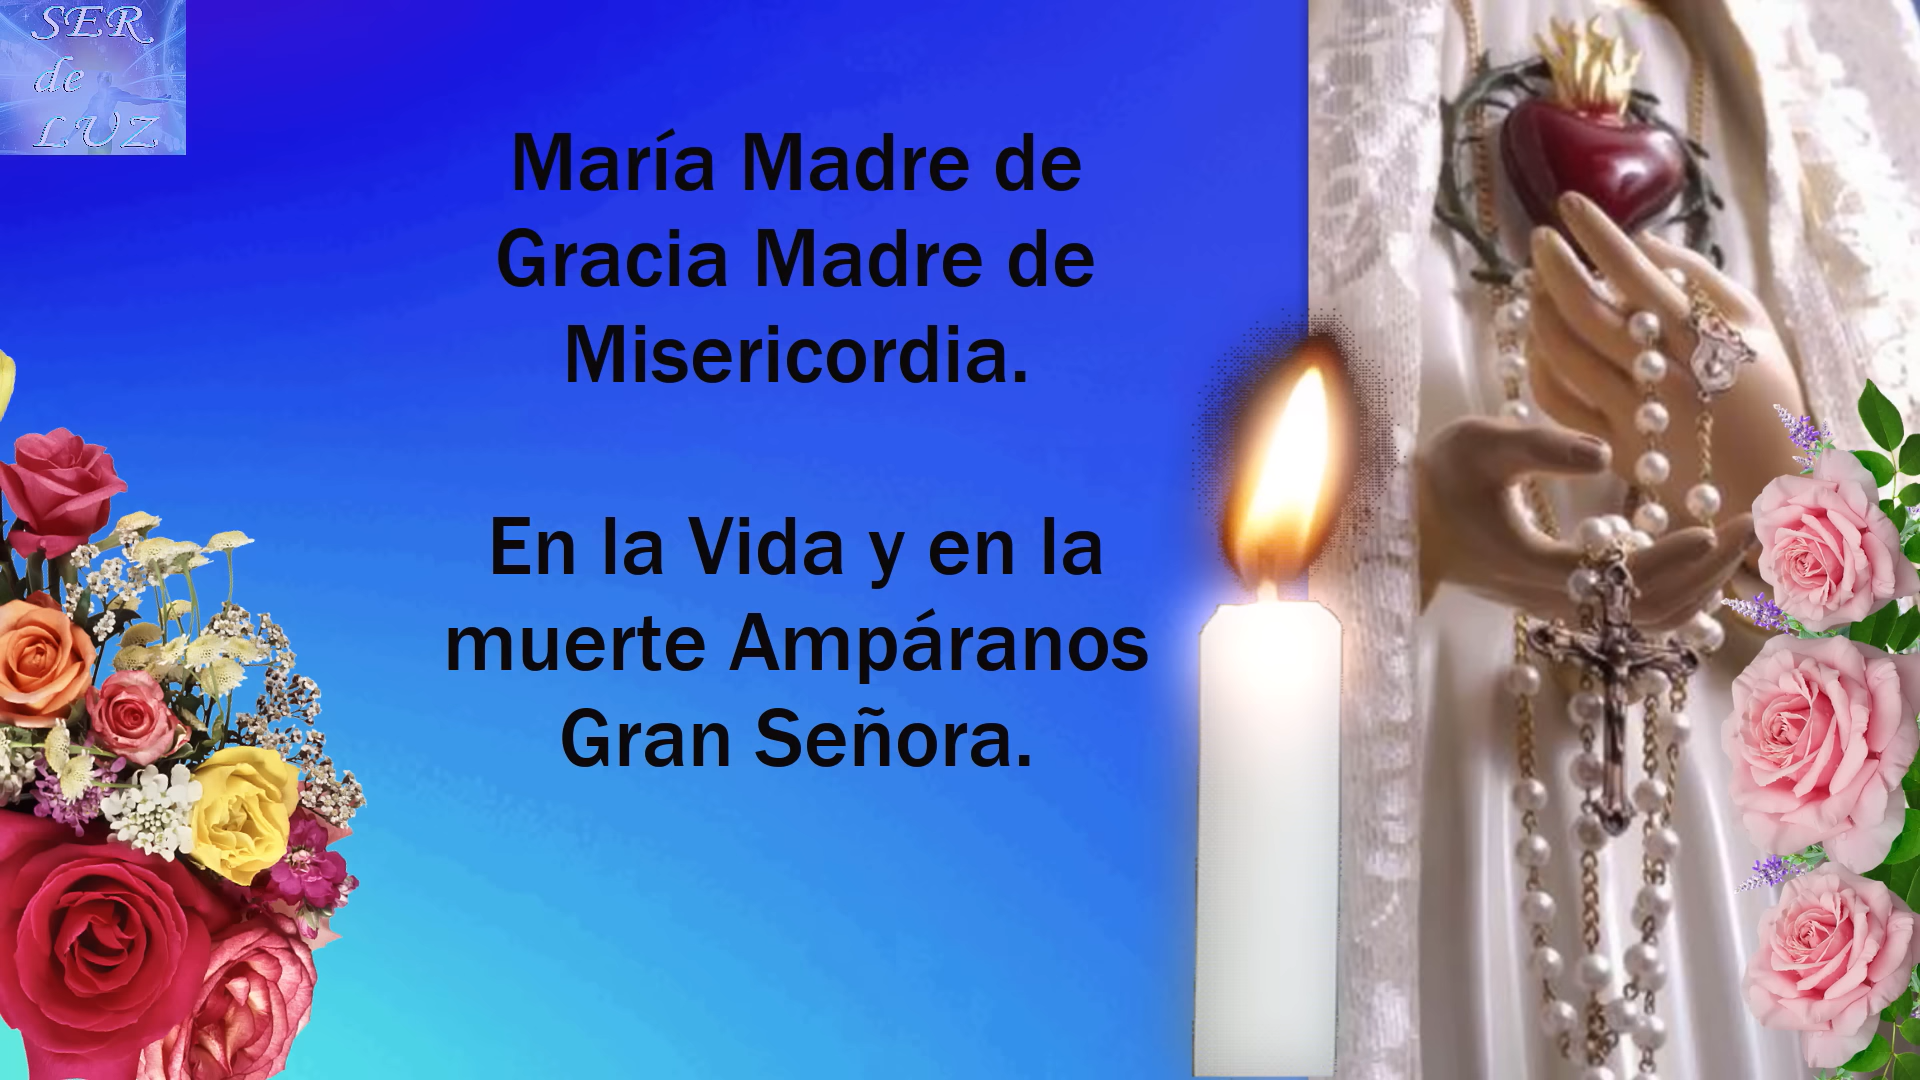 SER
de
LUZ
María Madre de
Gracia Madre de
Misericordia.
En la Vida y en la
muerte Ampáranos
Gran Señora.